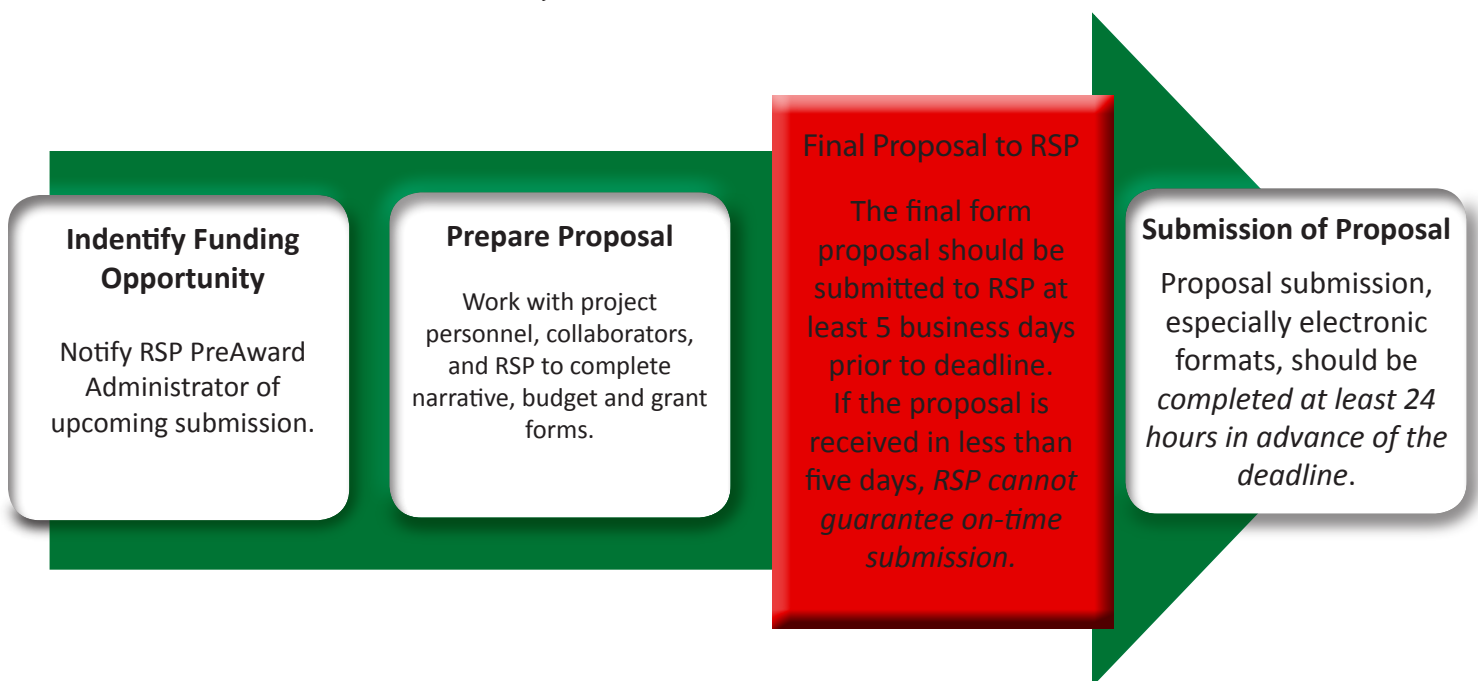 Indentify Funding
Opportunity
Notify RSP PreAward
Administrator of
upcoming submission.
Prepare Proposal
Work with project
personnel, collaborators,
and RSP to complete
narrative, budget and grant
forms.
Final Proposal to RSP
The final form
proposal should be
submitted to RSP at
least 5 business days
prior to deadline.
If the proposal is
received in less than
five days, RSP cannot
guarantee on-time
submission.
Submission of Proposal
Proposal submission,
especially electronic
formats, should be
completed at least 24
hours in advance of the
deadline.